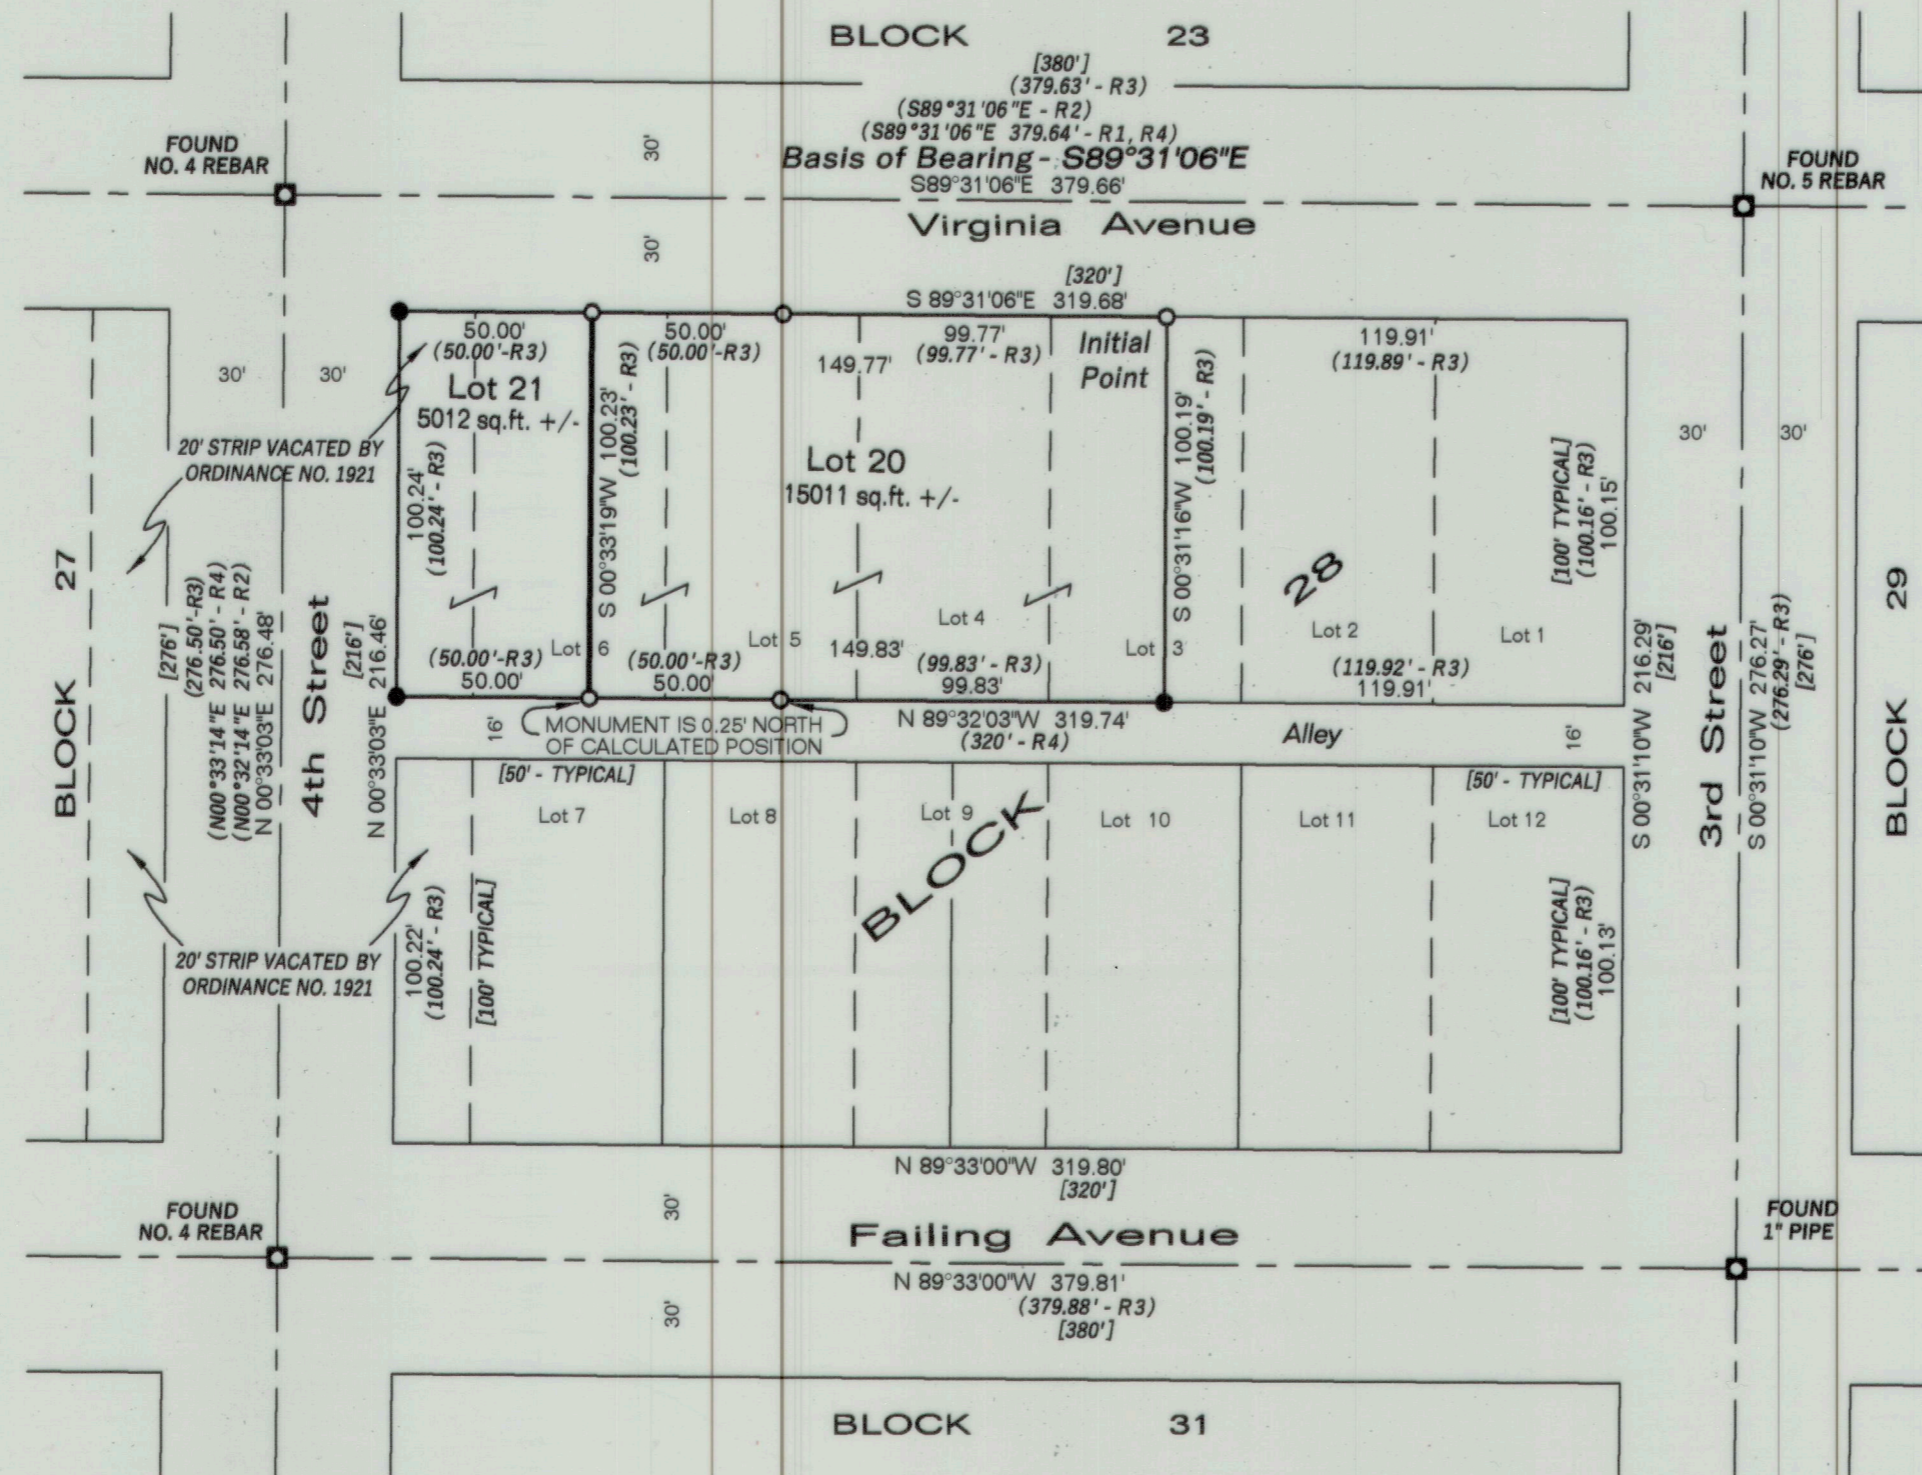 BLOCK 23
[380']
(379.63' - R3)
(S89°31'06"E - R2)
(S89°31'06"E 379.64' - R1, R4)
Basis of Bearing - S89°31'06"E
S89°31'06"E 379.66'
Virginia Avenue
FOUND
NO. 4 REBAR
FOUND
NO. 5 REBAR
30'
30'
[320']
S 89°31'06"E 319.68'
50.00'
(50.00'-R3)
50.00'
(50.00'-R3)
149.77'
99.77'
(99.77' - R3)
Initial
Point
119.91'
(119.89' - R3)
30'
30'
30'
30'
Lot 21
5012 sq.ft. +/-
Lot 20
15011 sq.ft. +/-
20' STRIP VACATED BY
ORDINANCE NO. 1921
100.24'
(100.24' - R3)
S 00°33'19"W 100.23'
(100.23' - R3)
S 00°31'16"W 100.19'
(100.19' - R3)
[100' TYPICAL]
(100.16' - R3)
100.15'
BLOCK 27
[276']
(276.50'-R3)
(N00°33'14"E 276.50' - R4)
(N00°32'14"E 276.58' - R2)
N 00°33'03"E 276.48'
4th Street
[216']
N 00°33'03"E 216.46'
28
Lot 6
Lot 5
Lot 4
Lot 3
Lot 2
Lot 1
(50.00'-R3)
50.00'
(50.00'-R3)
50.00'
149.83'
(99.83' - R3)
99.83'
(119.92' - R3)
119.91'
S 00°31'10"W 216.29'
[216']
3rd Street
S 00°31'10"W 276.27'
(276.29' - R3)
[276']
BLOCK 29
16'
MONUMENT IS 0.25' NORTH
OF CALCULATED POSITION
N 89°32'03"W 319.74'
(320' - R4)
Alley
16'
[50' - TYPICAL]
[50' - TYPICAL]
Lot 7
Lot 8
Lot 9
Lot 10
Lot 11
Lot 12
BLOCK
20' STRIP VACATED BY
ORDINANCE NO. 1921
100.22'
(100.24' - R3)
[100' TYPICAL]
[100' TYPICAL]
(100.16' - R3)
100.13'
N 89°33'00"W 319.80'
[320']
FOUND
NO. 4 REBAR
FOUND
1" PIPE
30'
Failing Avenue
N 89°33'00"W 379.81'
(379.88' - R3)
[380']
30'
BLOCK 31